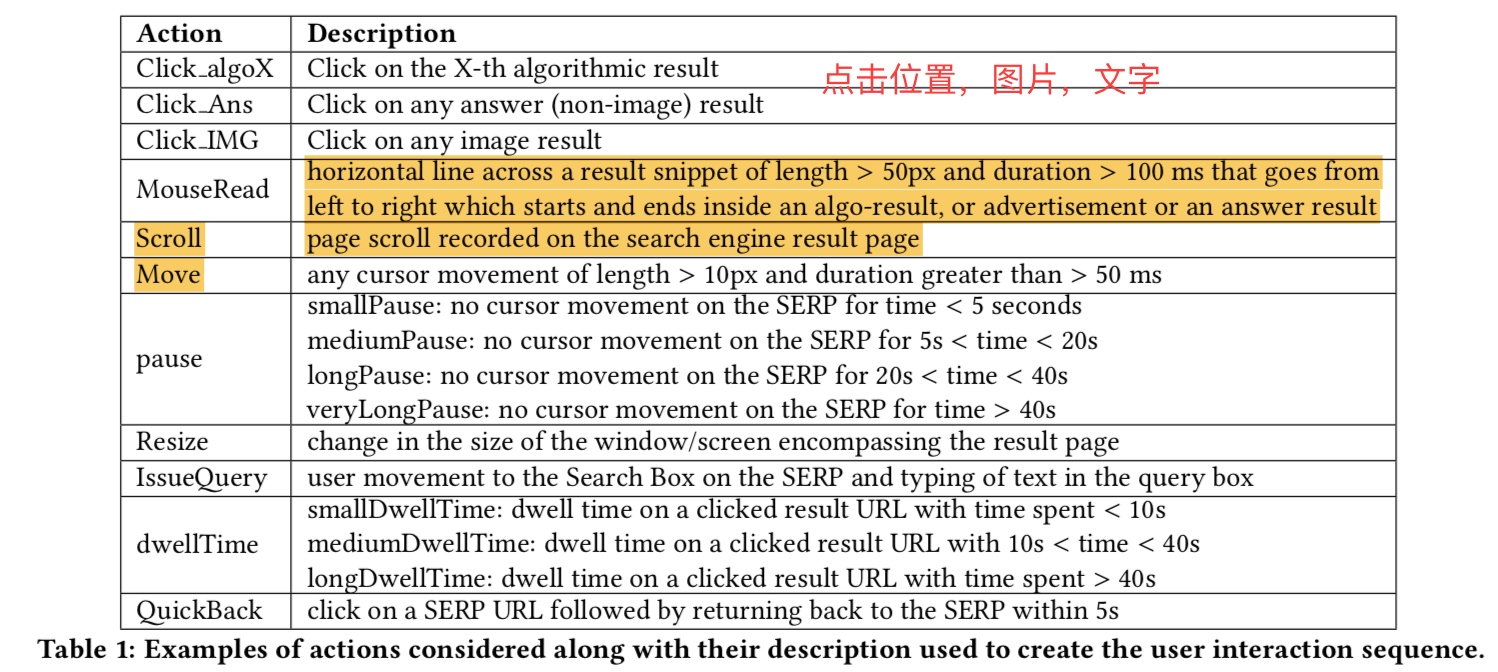 Action Description
Click_algoX Click on the X-th algorithmic result
点击位置，图片，文字
Click_Ans Click on any answer (non-image) result
Click_IMG Click on any image result
MouseRead
horizontal line across a result snippet of length > 50px and duration > 100 ms that goes from
left to right which starts and ends inside an algo-result, or advertisement or an answer result
Scroll page scroll recorded on the search engine result page
Move any cursor movement of length > 10px and duration greater than > 50 ms
pause
smallPause: no cursor movement on the SERP for time < 5 seconds
mediumPause: no cursor movement on the SERP for 5s < time < 20s
longPause: no cursor movement on the SERP for 20s < time < 40s
veryLongPause: no cursor movement on the SERP for time > 40s
Resize change in the size of the window/screen encompassing the result page
IssueQuery user movement to the Search Box on the SERP and typing of text in the query box
dwellTime
smallDwellTime: dwell time on a clicked result URL with time spent < 10s
mediumDwellTime: dwell time on a clicked result URL with 10s < time < 40s
longDwellTime: dwell time on a clicked result URL with time spent > 40s
QuickBack click on a SERP URL followed by returning back to the SERP within 5s
Table 1: Examples of actions considered along with their description used to create the user interaction sequence.